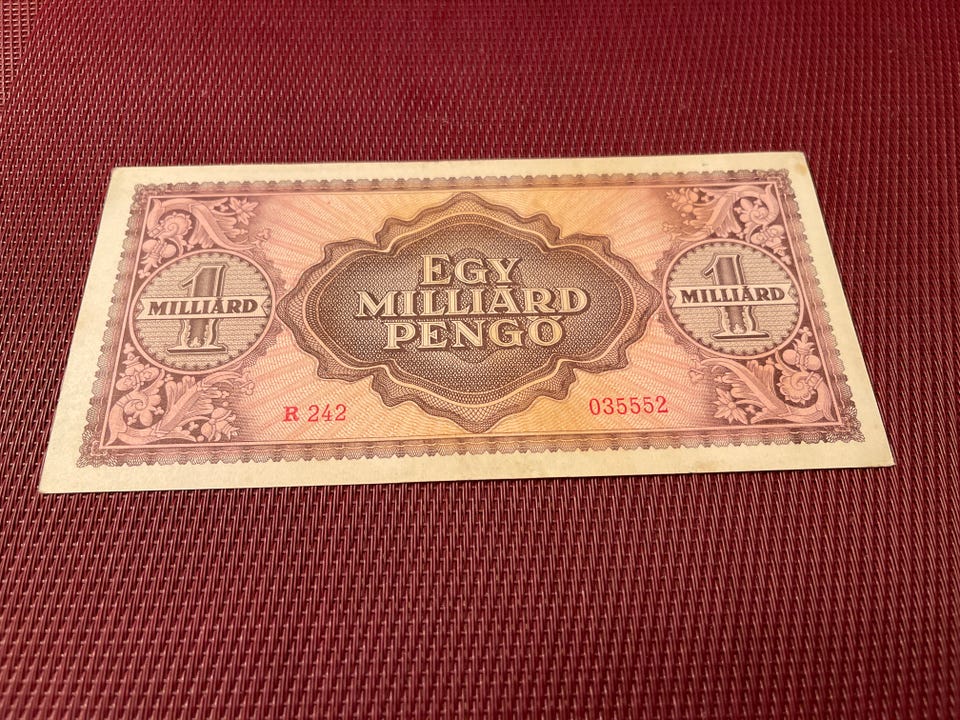 EGY
MILLIÁRD
PENGŐ
1
MILLIÁRD
1
MILLIÁRD
R 242
035552